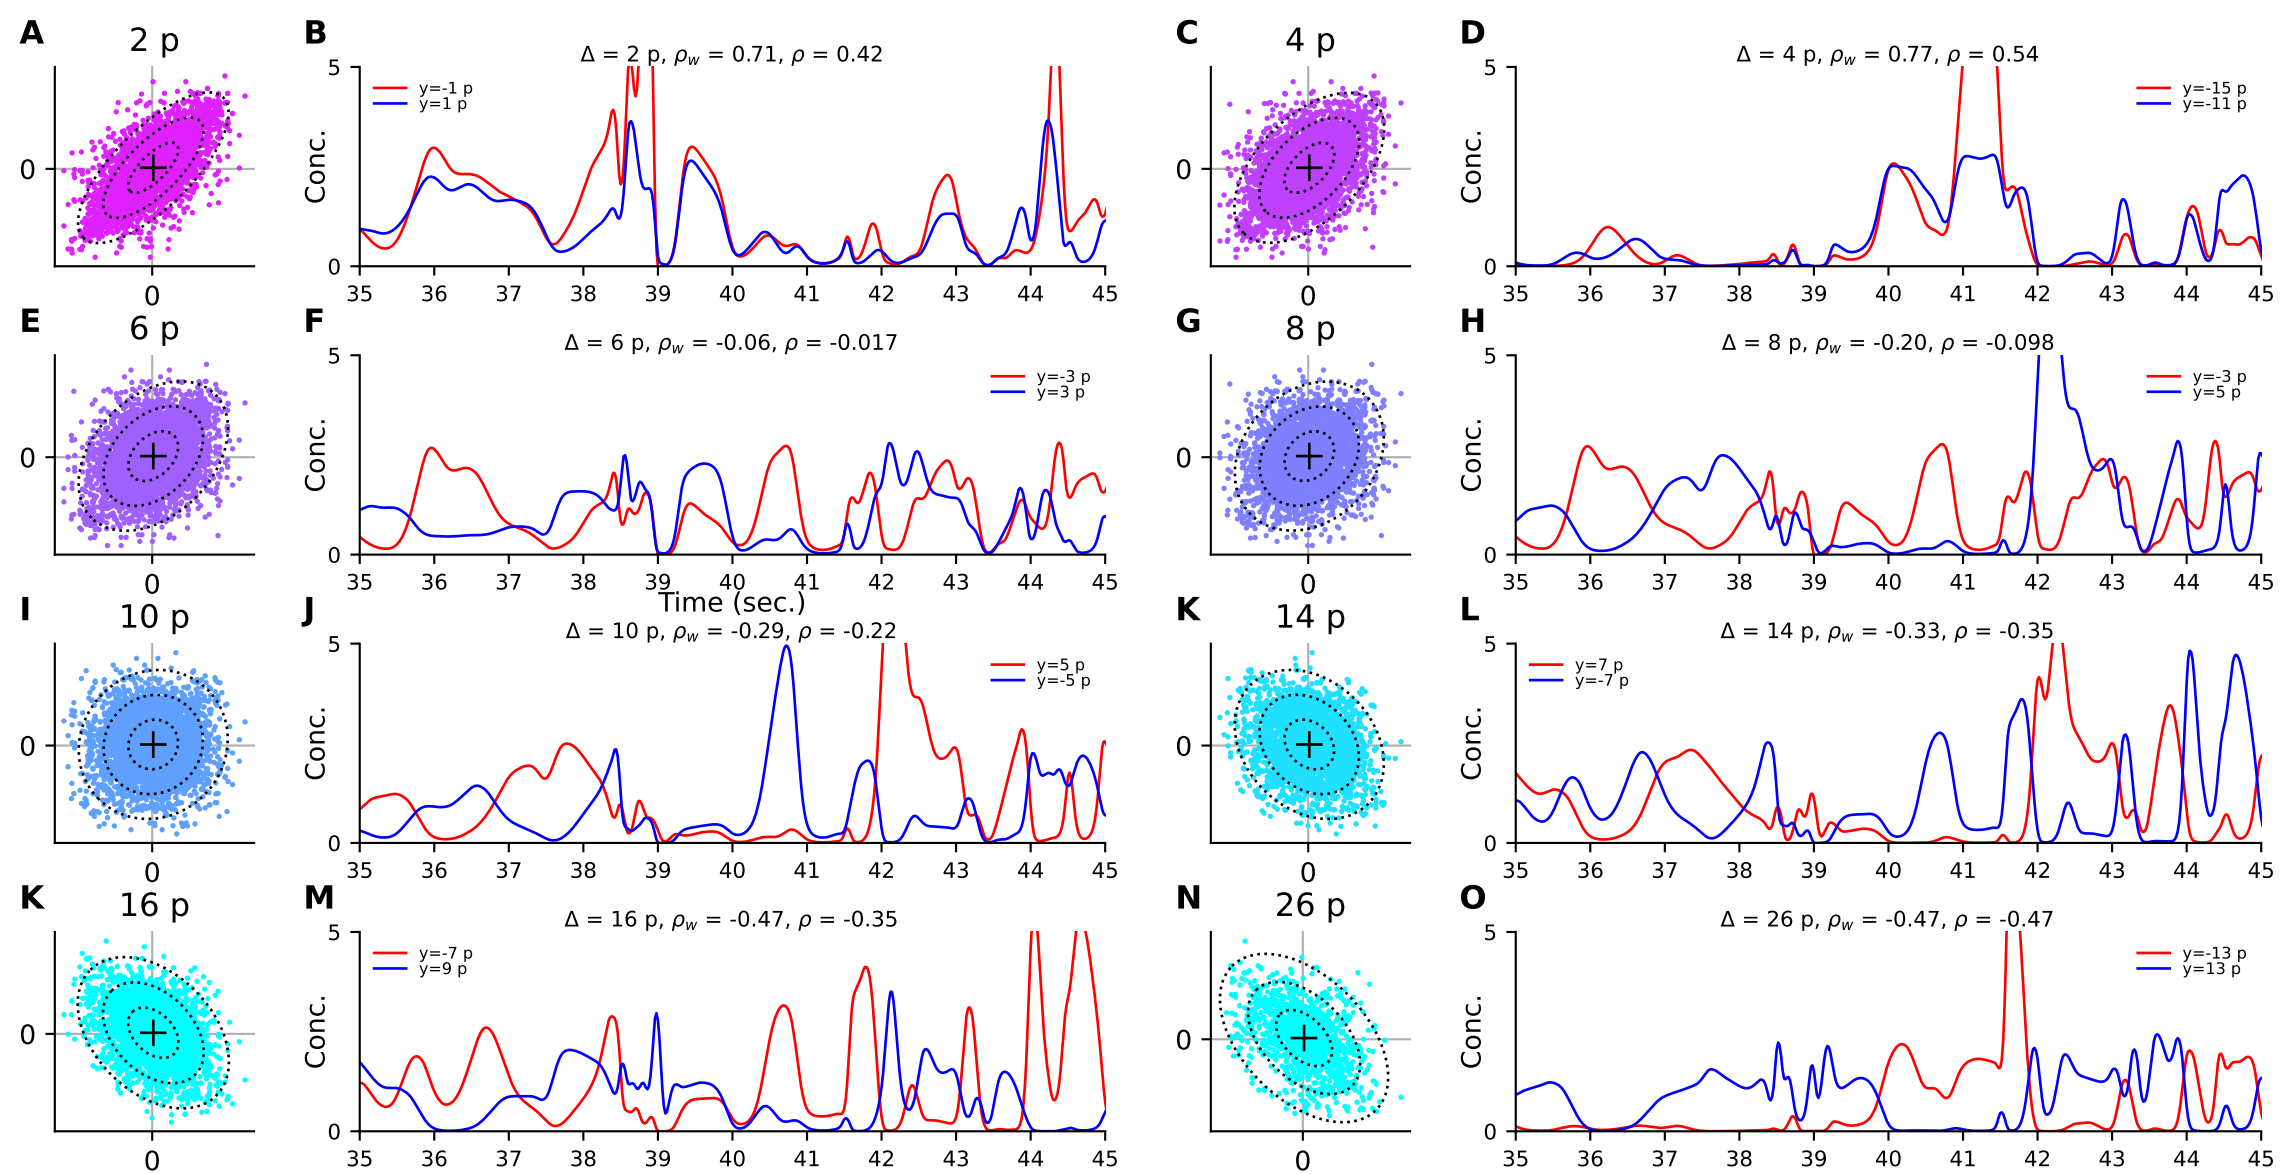 A
2 p
0
0
B
Δ = 2 p, ρw = 0.71, ρ = 0.42
y=-1 p
y=1 p
Conc.
5
0
35 36 37 38 39 40 41 42 43 44 45
C
4 p
0
0
D
Δ = 4 p, ρw = 0.77, ρ = 0.54
y=-15 p
y=-11 p
Conc.
5
0
35 36 37 38 39 40 41 42 43 44 45
E
6 p
0
0
F
Δ = 6 p, ρw = -0.06, ρ = -0.017
y=-3 p
y=3 p
Conc.
5
0
35 36 37 38 39 40 41 42 43 44 45
Time (sec.)
G
8 p
0
0
H
Δ = 8 p, ρw = -0.20, ρ = -0.098
y=-3 p
y=5 p
Conc.
5
0
35 36 37 38 39 40 41 42 43 44 45
I
10 p
0
0
J
Δ = 10 p, ρw = -0.29, ρ = -0.22
y=5 p
y=-5 p
Conc.
5
0
35 36 37 38 39 40 41 42 43 44 45
K
14 p
0
0
L
Δ = 14 p, ρw = -0.33, ρ = -0.35
y=7 p
y=-7 p
Conc.
5
0
35 36 37 38 39 40 41 42 43 44 45
K
16 p
0
0
M
Δ = 16 p, ρw = -0.47, ρ = -0.35
y=-7 p
y=9 p
Conc.
5
0
35 36 37 38 39 40 41 42 43 44 45
N
26 p
0
0
O
Δ = 26 p, ρw = -0.47, ρ = -0.47
y=-13 p
y=13 p
Conc.
5
0
35 36 37 38 39 40 41 42 43 44 45